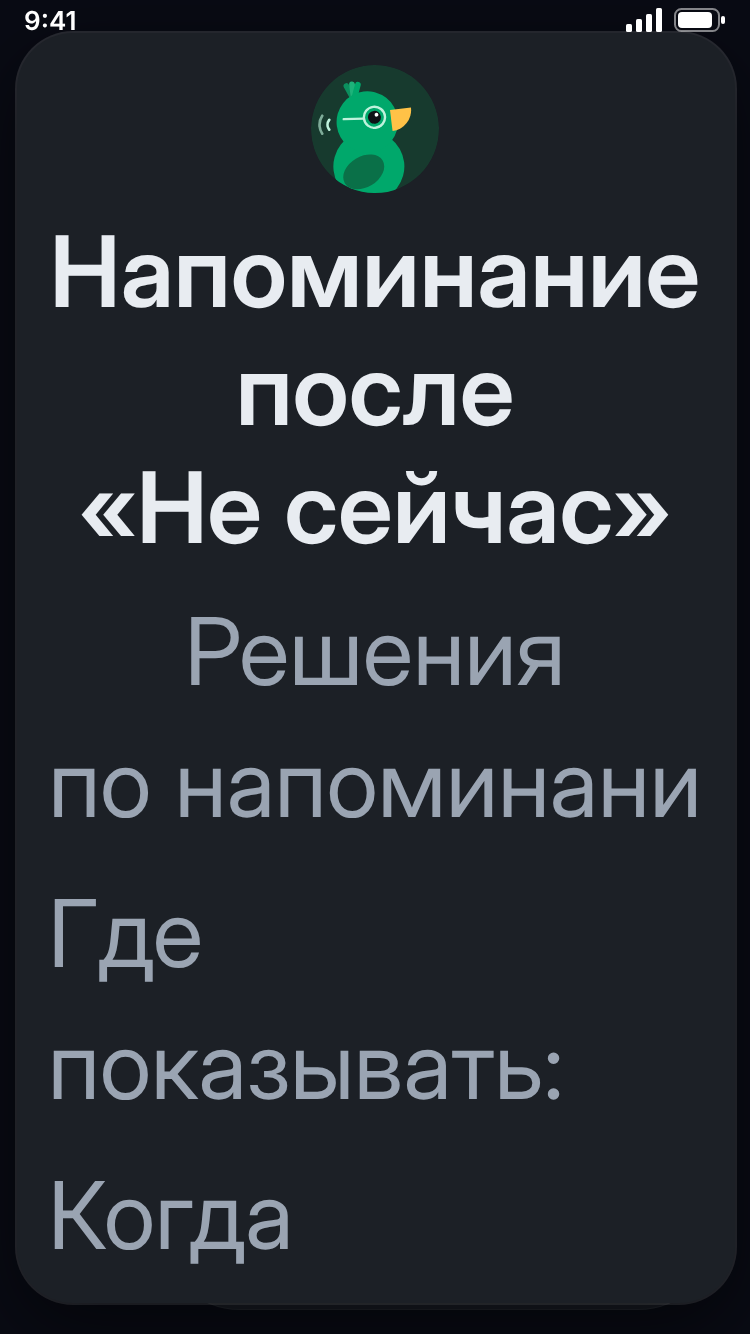 9:41
Напоминание
после
«Не сейчас»
Решения
по напоминани
Где
показывать:
Когда